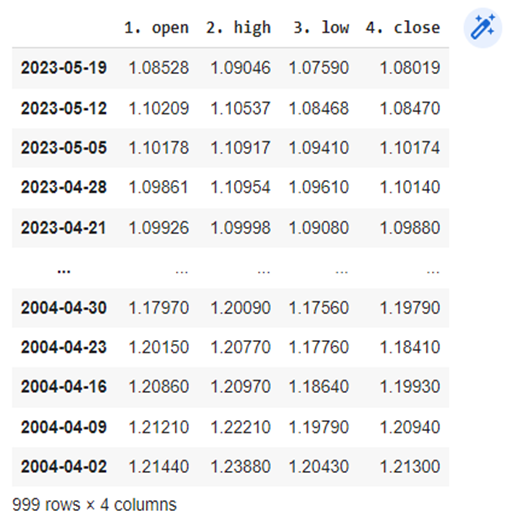 1. open 2. high 3. low 4. close
2023-05-19 1.08528 1.09046 1.07590 1.08019
2023-05-12 1.10209 1.10537 1.08468 1.08470
2023-05-05 1.10178 1.10917 1.09410 1.10174
2023-04-28 1.09861 1.10954 1.09610 1.10140
2023-04-21 1.09926 1.09998 1.09080 1.09880
... ... ... ... ...
2004-04-30 1.17970 1.20090 1.17560 1.19790
2004-04-23 1.20150 1.20770 1.17760 1.18410
2004-04-16 1.20860 1.20970 1.18640 1.19930
2004-04-09 1.21210 1.22210 1.19790 1.20940
2004-04-02 1.21440 1.23880 1.20430 1.21300
999 rows × 4 columns